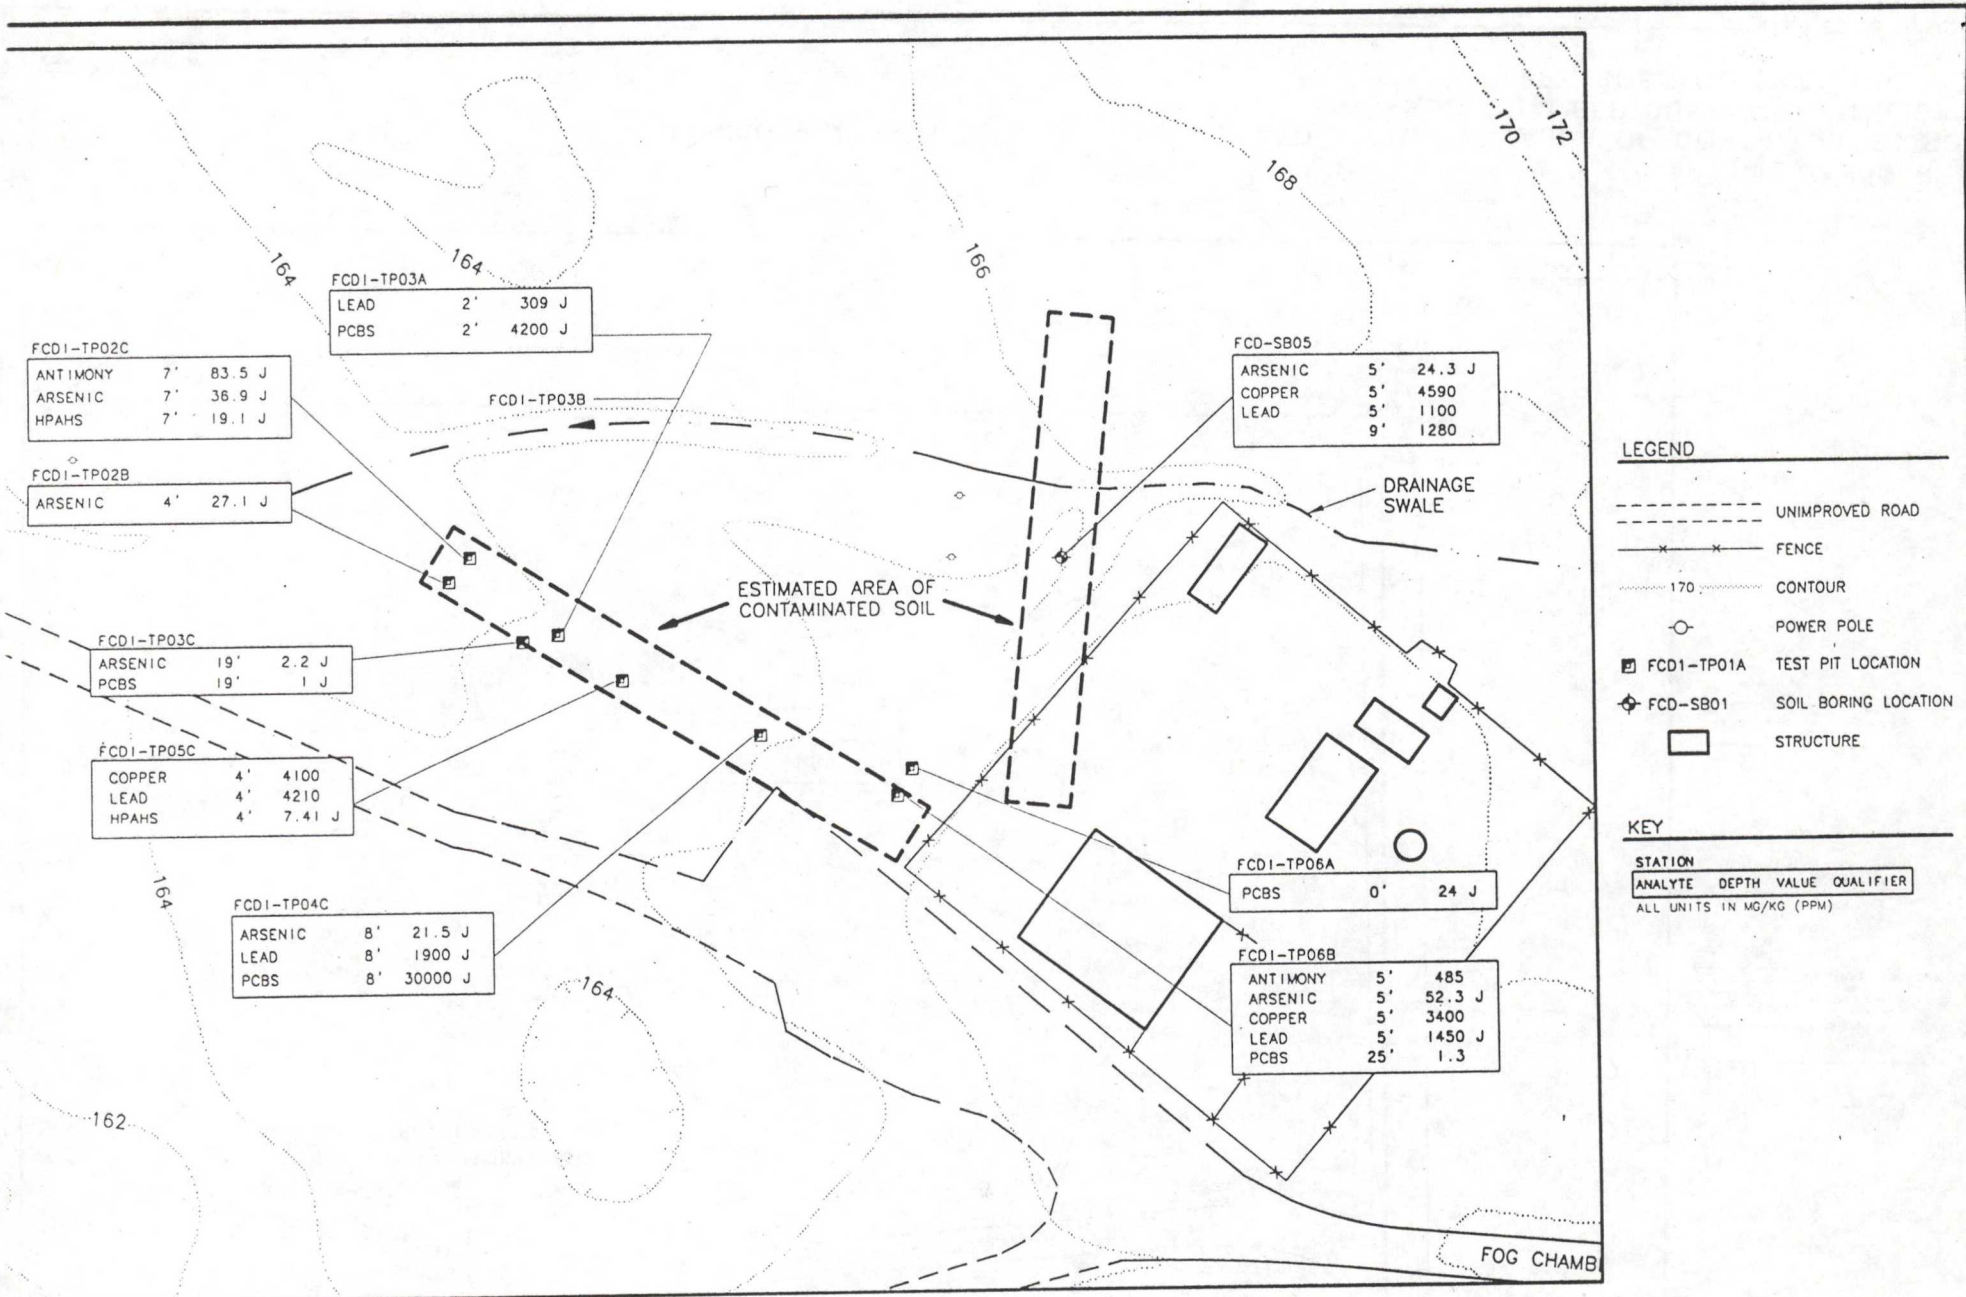 170
172
168
166
164
164
FCD1-TP03A
LEAD 2' 309 J
PCBS 2' 4200 J
FCD1-TP02C
ANTIMONY 7' 83.5 J
ARSENIC 7' 36.9 J
HPAHS 7' 19.1 J
FCD1-TP03B
FCD-SB05
ARSENIC 5' 24.3 J
COPPER 5' 4590
LEAD 5' 1100
9' 1280
FCD1-TP02B
ARSENIC 4' 27.1 J
DRAINAGE
SWALE
ESTIMATED AREA OF
CONTAMINATED SOIL
FCD1-TP03C
ARSENIC 19' 2.2 J
PCBS 19' 1 J
FCD1-TP05C
COPPER 4' 4100
LEAD 4' 4210
HPAHS 4' 7.41 J
164
FCD1-TP04C
ARSENIC 8' 21.5 J
LEAD 8' 1900 J
PCBS 8' 30000 J
164
162
FCD1-TP06A
PCBS 0' 24 J
FCD1-TP06B
ANTIMONY 5' 485
ARSENIC 5' 52.3 J
COPPER 5' 3400
LEAD 5' 1450 J
PCBS 25' 1.3
FOG CHAMB
LEGEND
UNIMPROVED ROAD
FENCE
170 CONTOUR
POWER POLE
FCD1-TP01A TEST PIT LOCATION
FCD-SB01 SOIL BORING LOCATION
STRUCTURE
KEY
STATION
ANALYTE DEPTH VALUE QUALIFIER
ALL UNITS IN MG/KG (PPM)